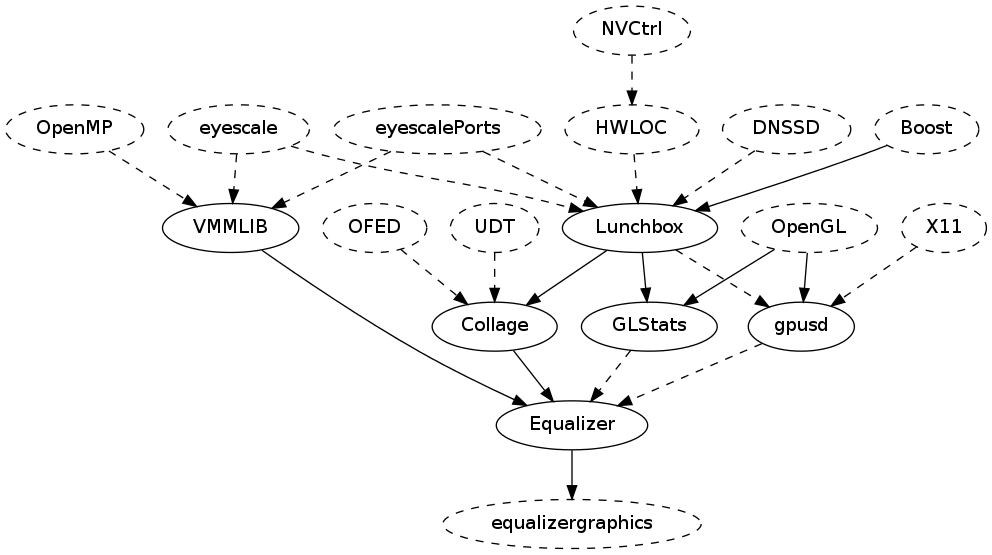 NVCtrl
OpenMP
eyescale
eyescalePorts
HWLOC
DNSSD
Boost
VMMLIB
OFED
UDT
Lunchbox
OpenGL
X11
Collage
GLStats
gpusd
Equalizer
equalizergraphics